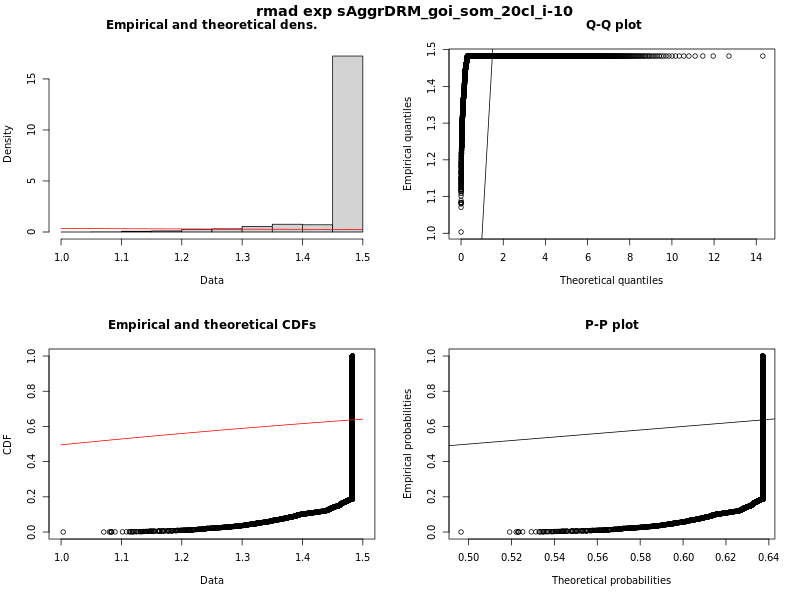 rmad exp sAggrDRM_goi_som_20cl_i-10
Empirical and theoretical dens.
Density
0 5 10 15
1.0 1.1 1.2 1.3 1.4 1.5
Data
Q-Q plot
Empirical quantiles
1.0 1.1 1.2 1.3 1.4 1.5
0 2 4 6 8 10 12 14
Theoretical quantiles
Empirical and theoretical CDFs
CDF
0.0 0.2 0.4 0.6 0.8 1.0
1.0 1.1 1.2 1.3 1.4 1.5
Data
P-P plot
Empirical probabilities
0.0 0.2 0.4 0.6 0.8 1.0
0.50 0.52 0.54 0.56 0.58 0.60 0.62 0.64
Theoretical probabilities